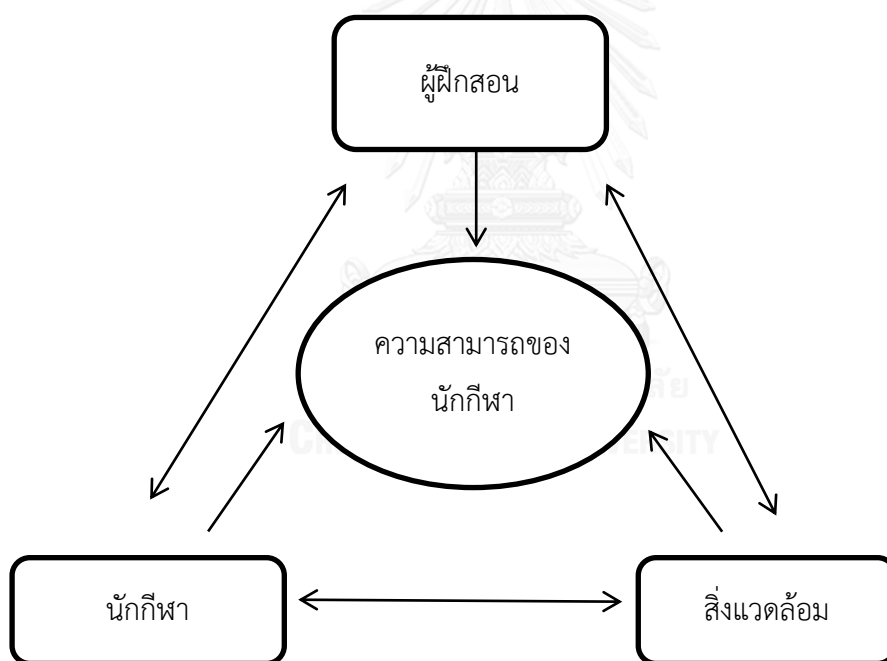 ผู้ฝึกสอน
ความสามารถของ
นักกีฬา
นักกีฬา
สิ่งแวดล้อม